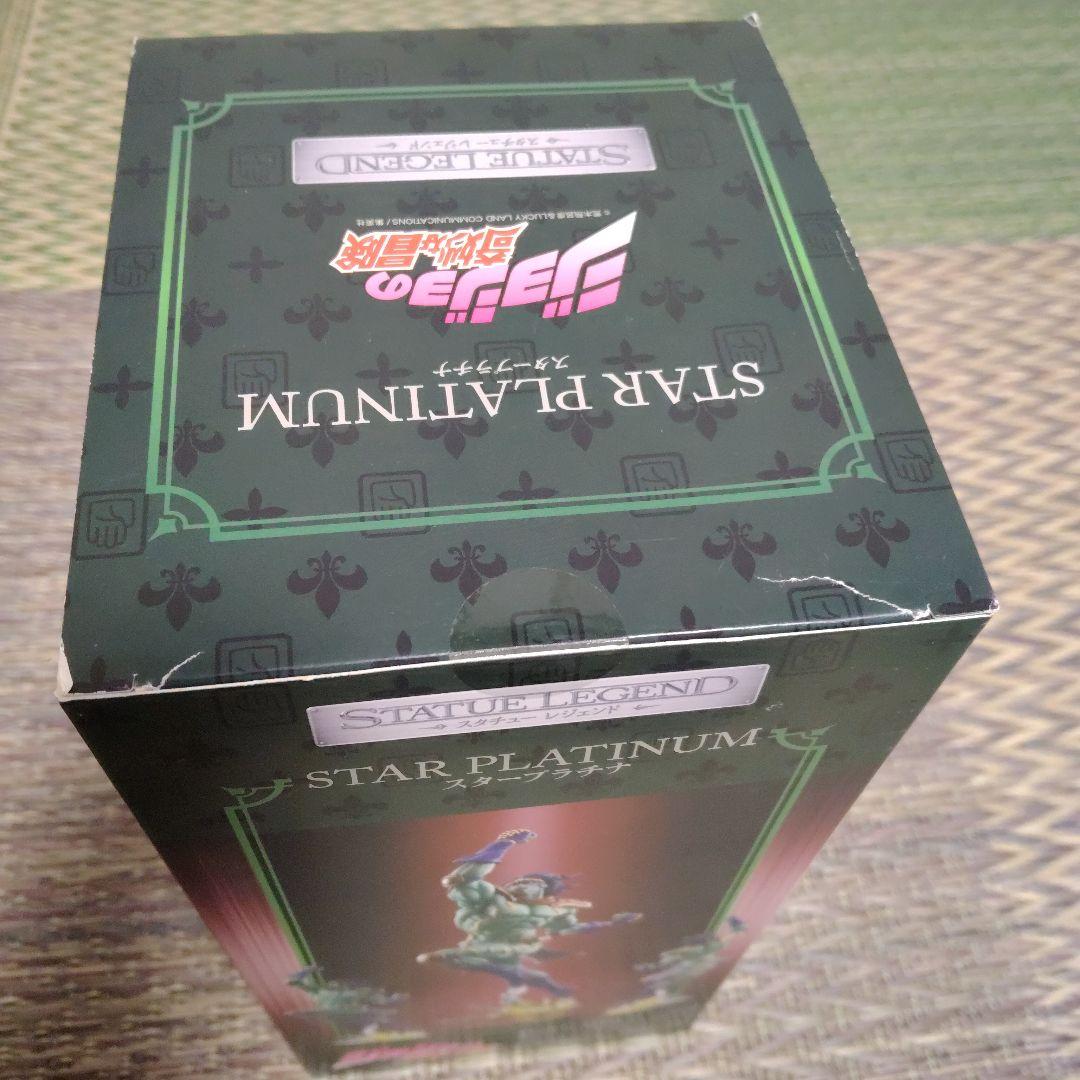 STATUE LEGEND
スタチュー レジェンド
© 荒木飛呂彦&LUCKY LAND COMMUNICATIONS / 集英社
ジョジョの
奇妙な冒険
スタープラチナ
STAR PLATINUM
STATUE LEGEND
スタチュー レジェンド
STAR PLATINUM
スタープラチナ